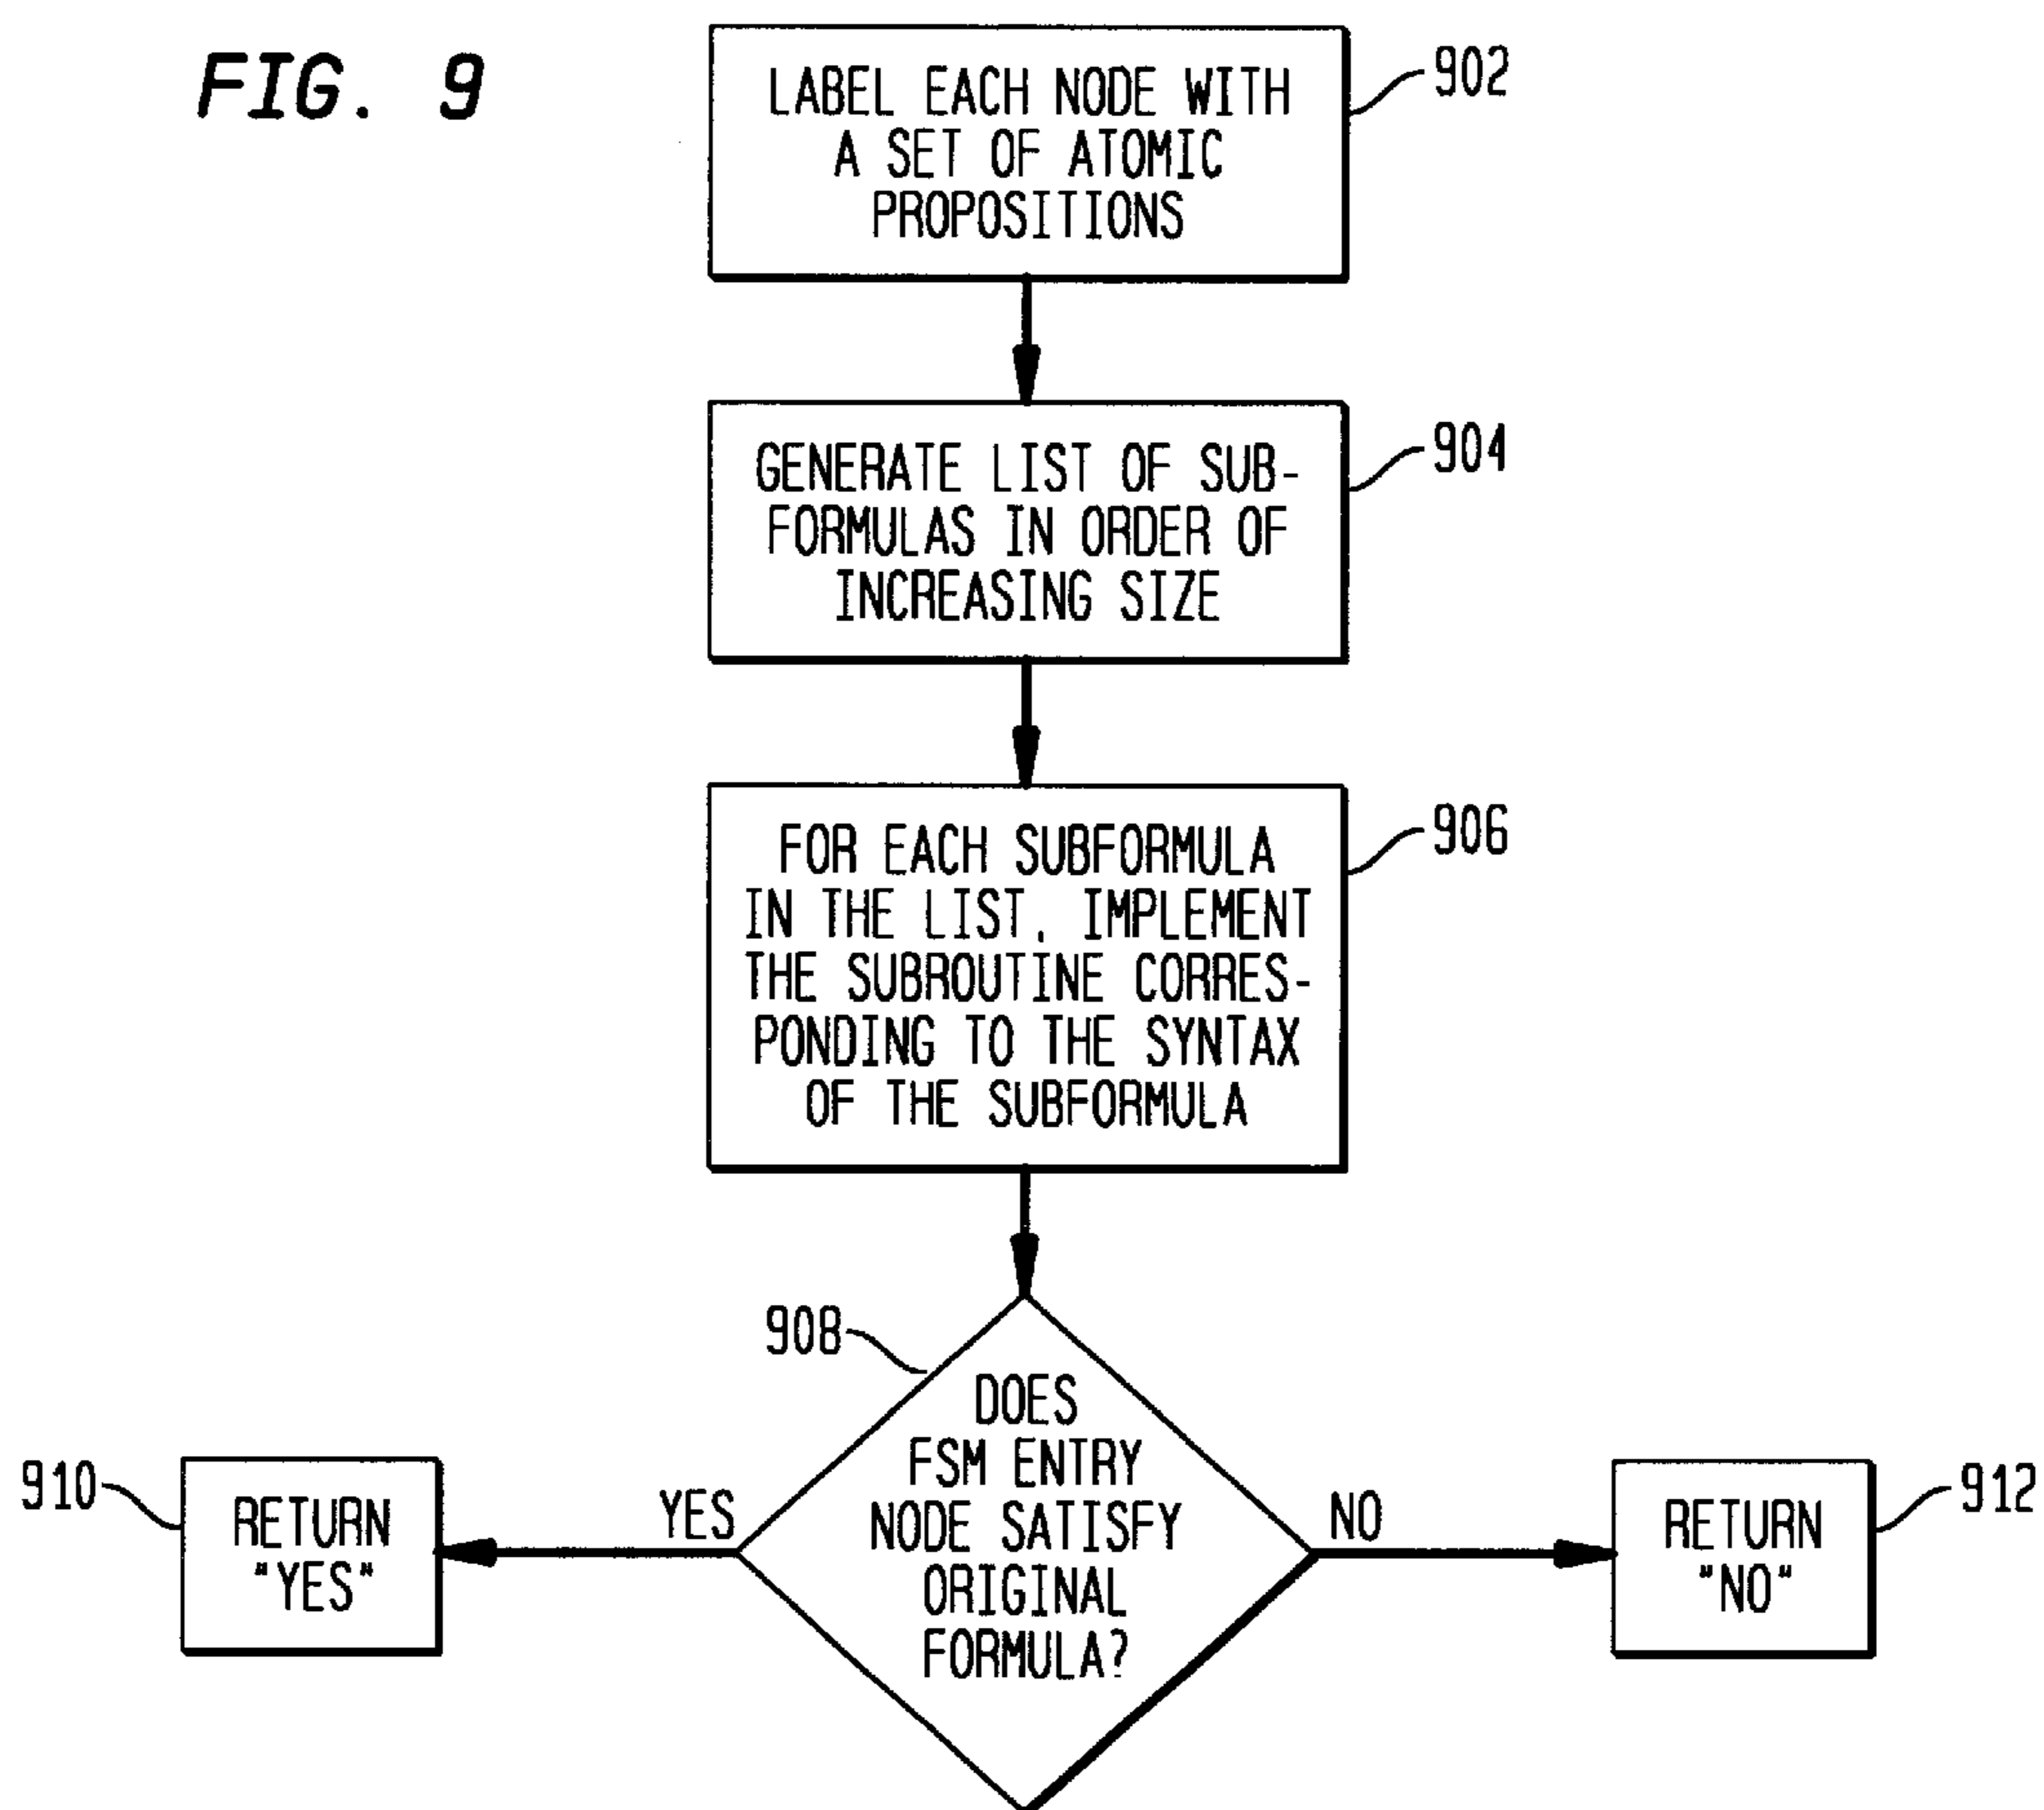 FIG. 9
LABEL EACH NODE WITH
A SET OF ATOMIC
PROPOSITIONS
902
GENERATE LIST OF SUB-
FORMULAS IN ORDER OF
INCREASING SIZE
904
FOR EACH SUBFORMULA
IN THE LIST, IMPLEMENT
THE SUBROUTINE CORRES-
PONDING TO THE SYNTAX
OF THE SUBFORMULA
906
908
DOES
FSM ENTRY
NODE SATISFY
ORIGINAL
FORMULA?
YES
NO
910
RETURN
"YES"
RETURN
"NO"
912